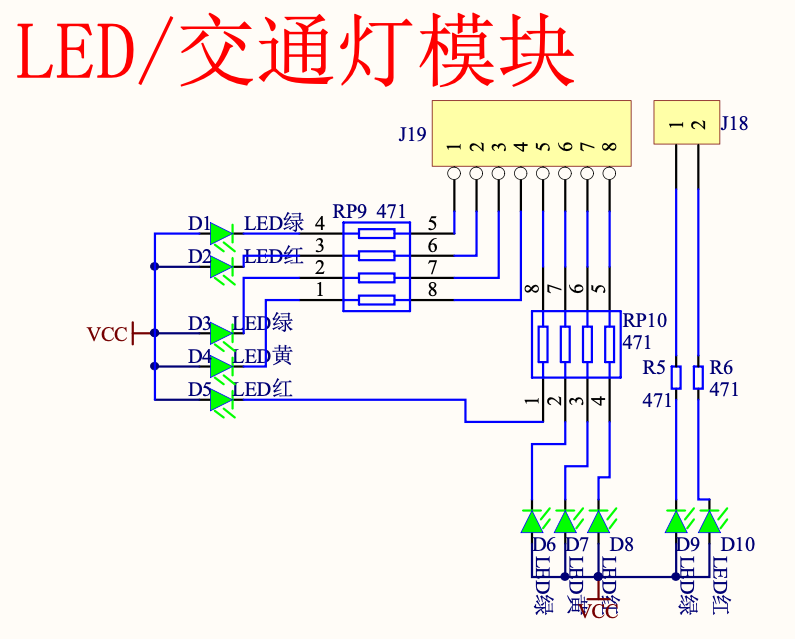 LED/交通灯模块
J19
1 2 3 4 5 6 7 8
1 2
J18
D1 LED绿
D2 LED红
D3 LED绿
D4 LED黄
D5 LED红
VCC
RP9 471
4 5
3 6
2 7
1 8
8 7 6 5
RP10
471
1 2 3 4
R5
471
R6
471
D6 LED绿
D7 LED黄
D8 LED红
D9 LED绿
D10 LED红
VCC